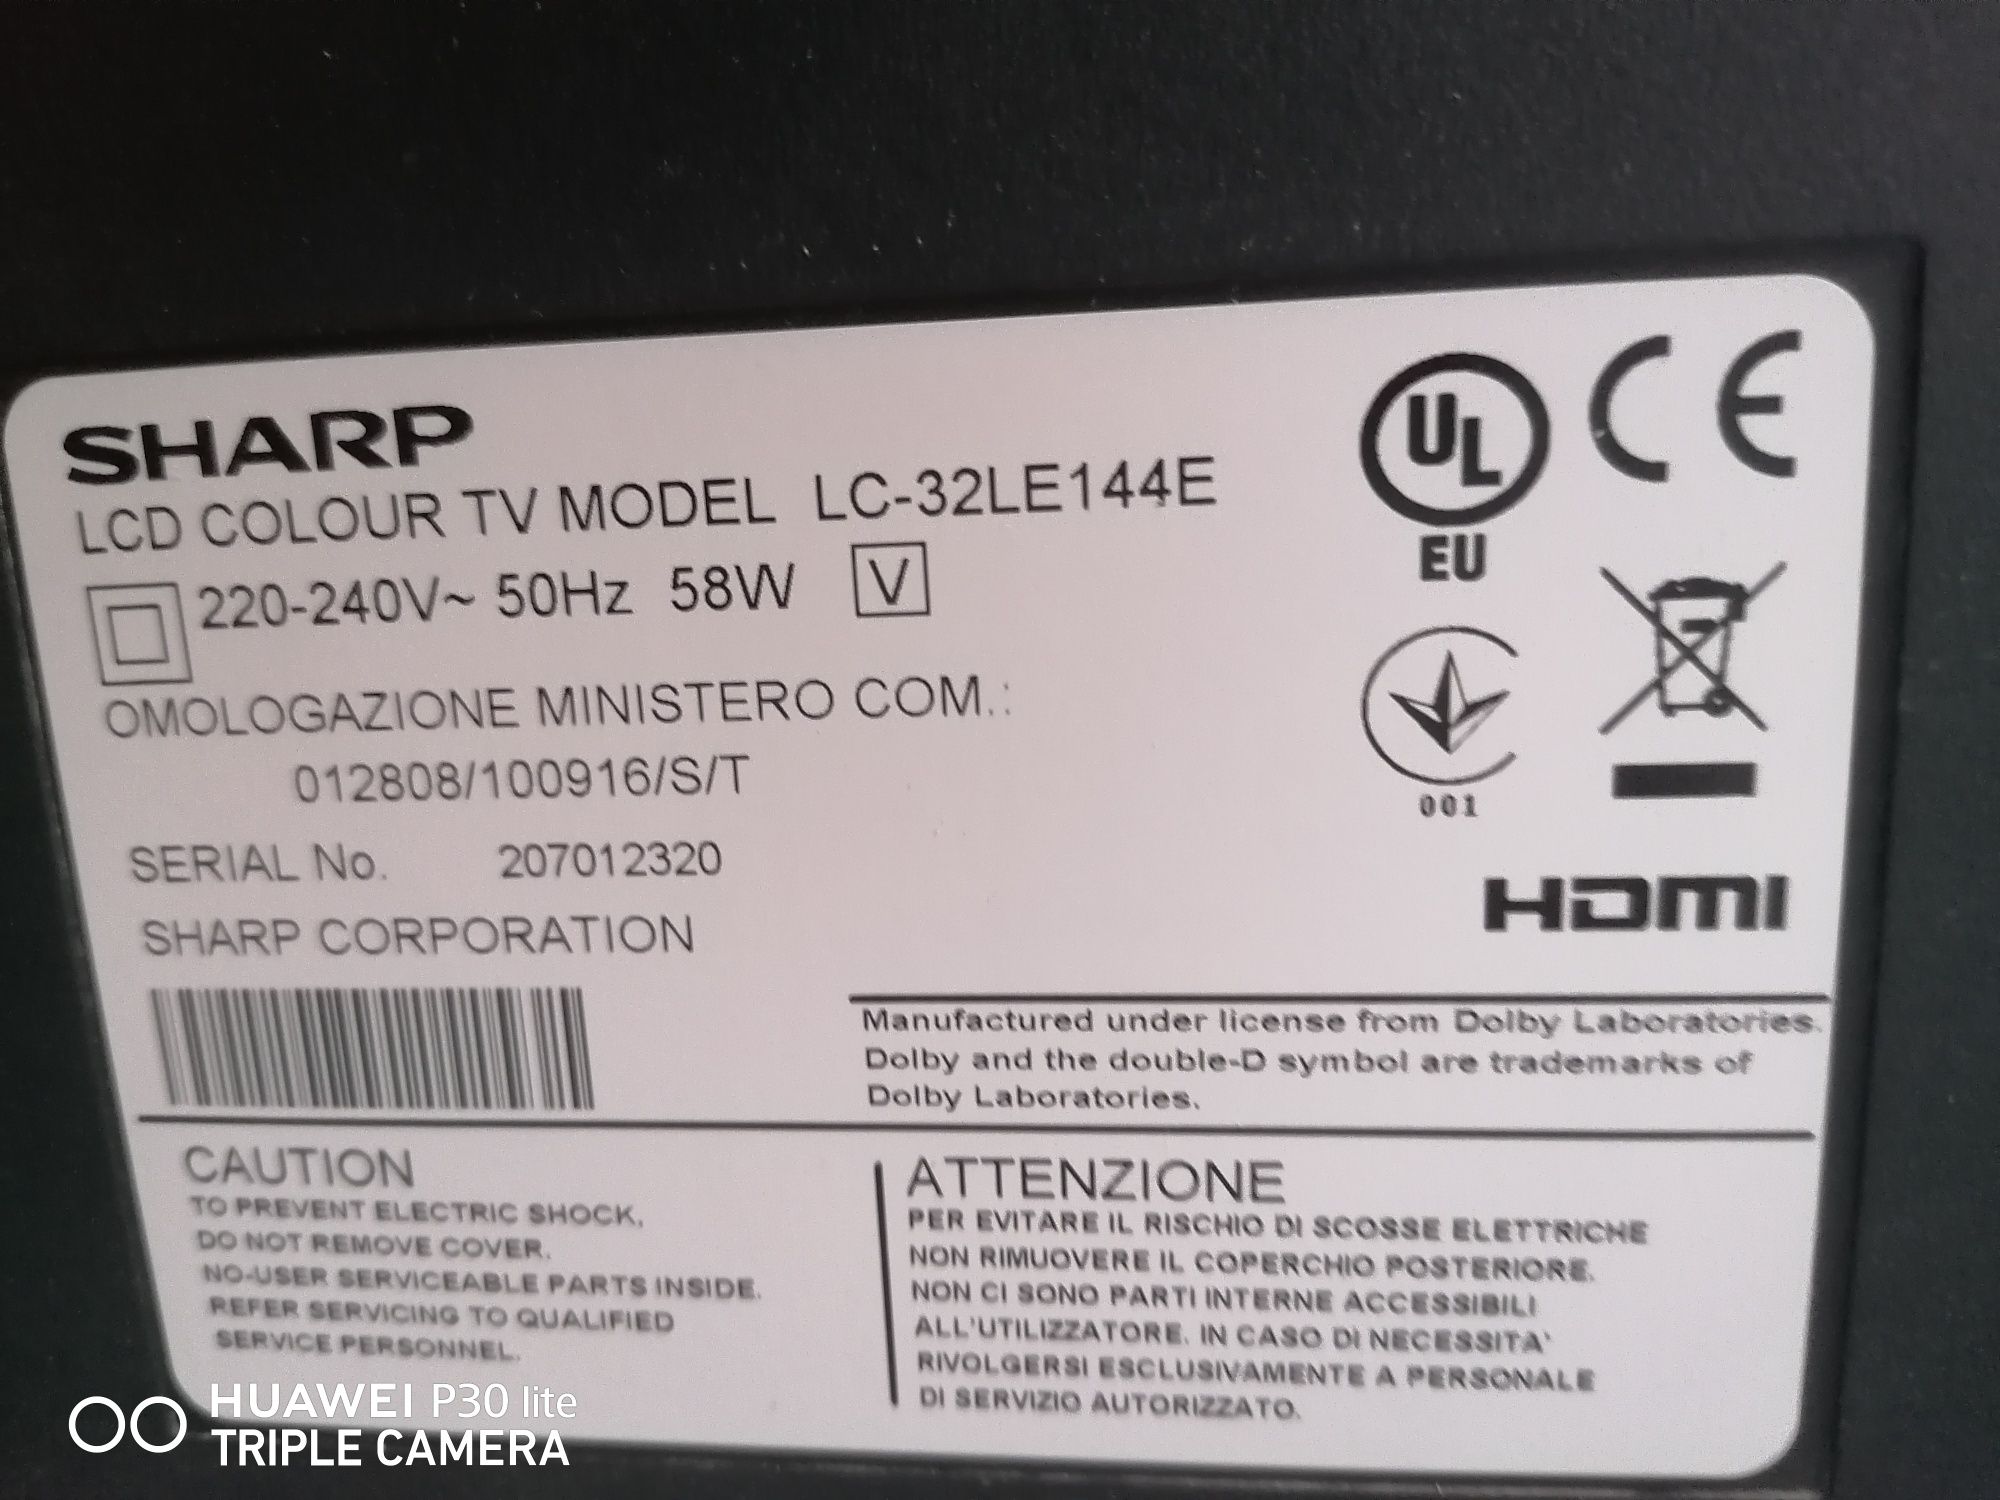 SHARP
LCD COLOUR TV MODEL LC-32LE144E
220-240V~ 50Hz 58W V
OMOLOGAZIONE MINISTERO COM.:
012808/100916/S/T
SERIAL No. 207012320
SHARP CORPORATION
UL
EU
CE
001
HDMI
Manufactured under license from Dolby Laboratories.
Dolby and the double-D symbol are trademarks of
Dolby Laboratories.
CAUTION
TO PREVENT ELECTRIC SHOCK,
DO NOT REMOVE COVER.
NO-USER SERVICEABLE PARTS INSIDE.
REFER SERVICING TO QUALIFIED
SERVICE PERSONNEL.
ATTENZIONE
PER EVITARE IL RISCHIO DI SCOSSE ELETTRICHE
NON RIMUOVERE IL COPERCHIO POSTERIORE.
NON CI SONO PARTI INTERNE ACCESSIBILI
ALL'UTILIZZATORE. IN CASO DI NECESSITA'
RIVOLGERSI ESCLUSIVAMENTE A PERSONALE
DI SERVIZIO AUTORIZZATO.
HUAWEI P30 lite
TRIPLE CAMERA